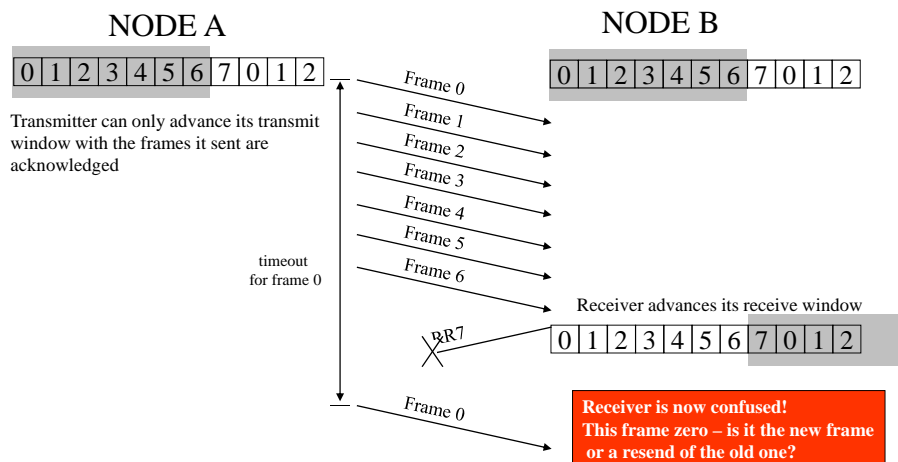 NODE A
NODE B
0 1 2 3 4 5 6 7 0 1 2
0 1 2 3 4 5 6 7 0 1 2
Transmitter can only advance its transmit
window with the frames it sent are
acknowledged
Frame 0
Frame 1
Frame 2
Frame 3
Frame 4
Frame 5
Frame 6
timeout
for frame 0
Receiver advances its receive window
RR7
0 1 2 3 4 5 6 7 0 1 2
Frame 0
Receiver is now confused!
This frame zero – is it the new frame
or a resend of the old one?